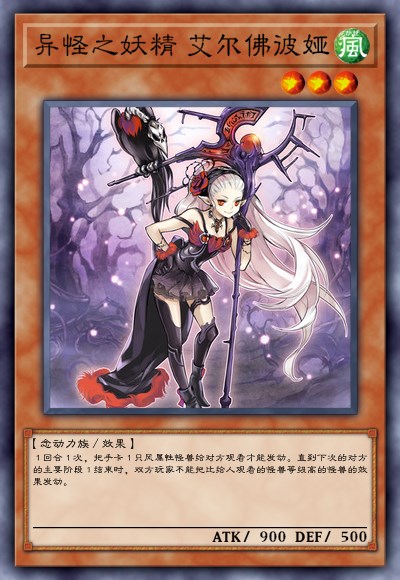 异怪之妖精 艾尔佛波娅
風
【念动力族／效果】
１回合１次，把手卡１只风属性怪兽给对方观看才能发动。直到下次的对方
的主要阶段１结束时，双方玩家不能把比给人观看的怪兽等级高的怪兽的效
果发动。
ATK/ 900 DEF/ 500